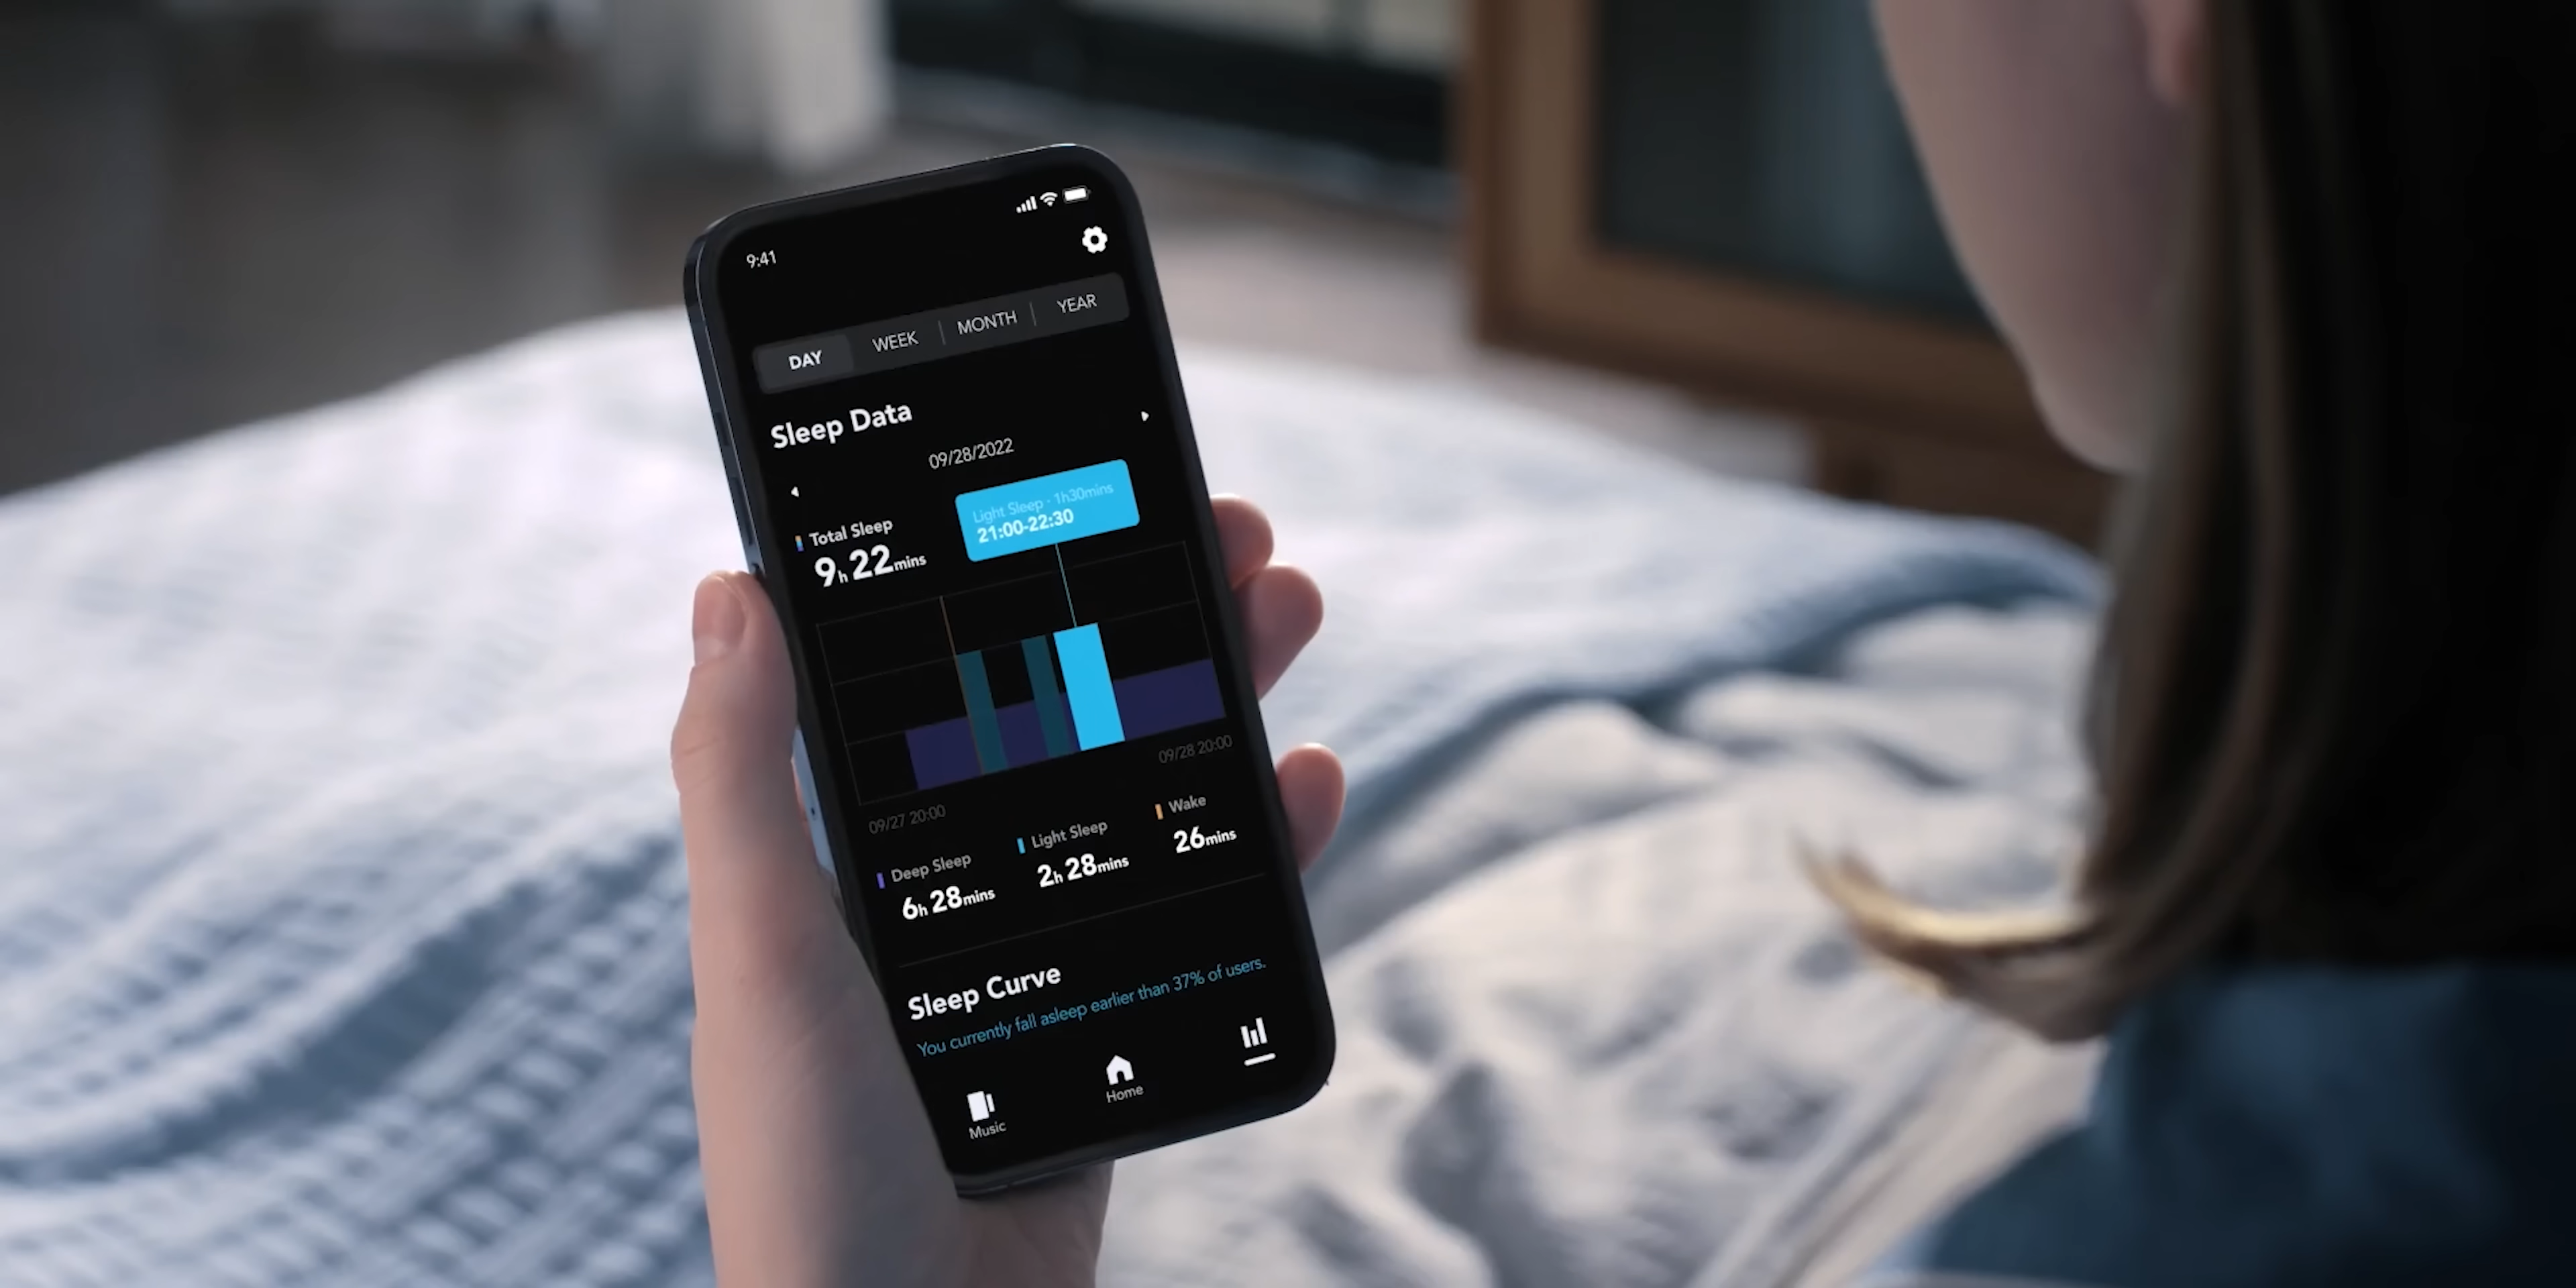 9:41
DAY
WEEK
MONTH
YEAR
Sleep Data
09/28/2022
Total Sleep
9h 22mins
Light Sleep · 1h30mins
21:00-22:30
09/27 20:00
09/28 20:00
Deep Sleep
6h 28mins
Light Sleep
2h 28mins
Wake
26mins
Sleep Curve
You currently fall asleep earlier than 37% of users.
Music
Home